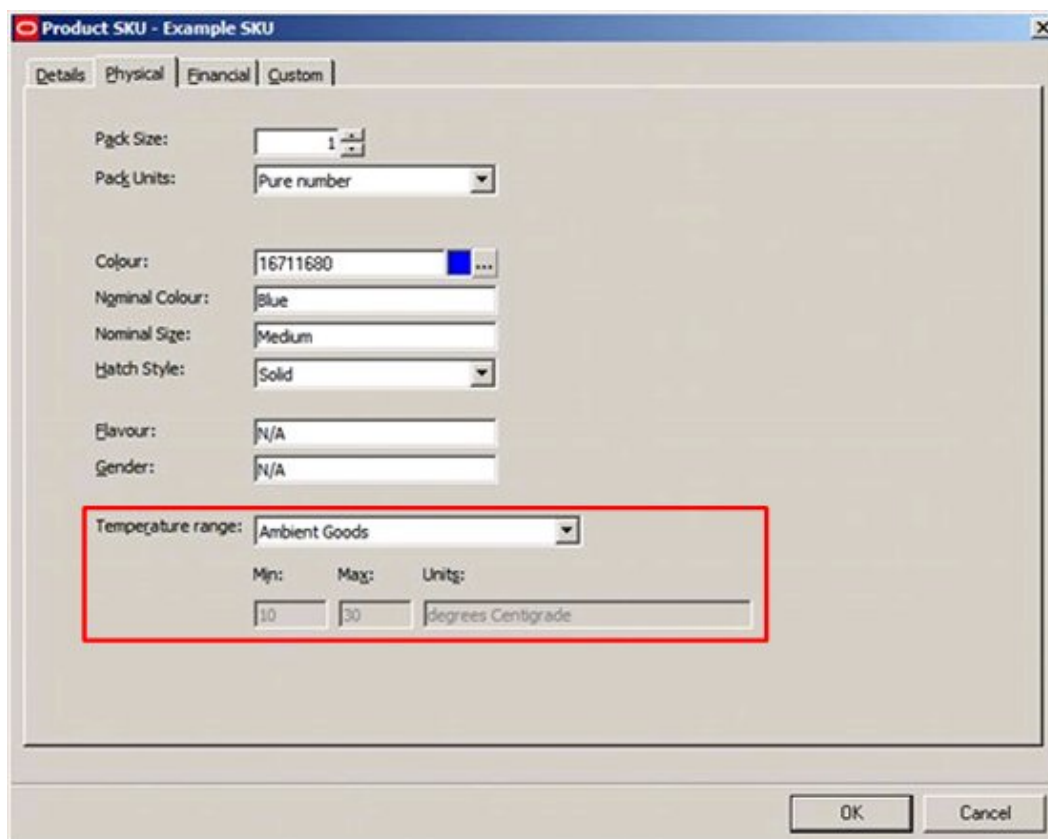 Product SKU - Example SKU
Details Physical Financial Custom
Pack Size: 1
Pack Units: Pure number
Colour: 16711680 ...
Nominal Colour: Blue
Nominal Size: Medium
Hatch Style: Solid
Flavour: N/A
Gender: N/A
Temperature range: Ambient Goods
Min: Max: Units:
10 30 degrees Centigrade
OK Cancel